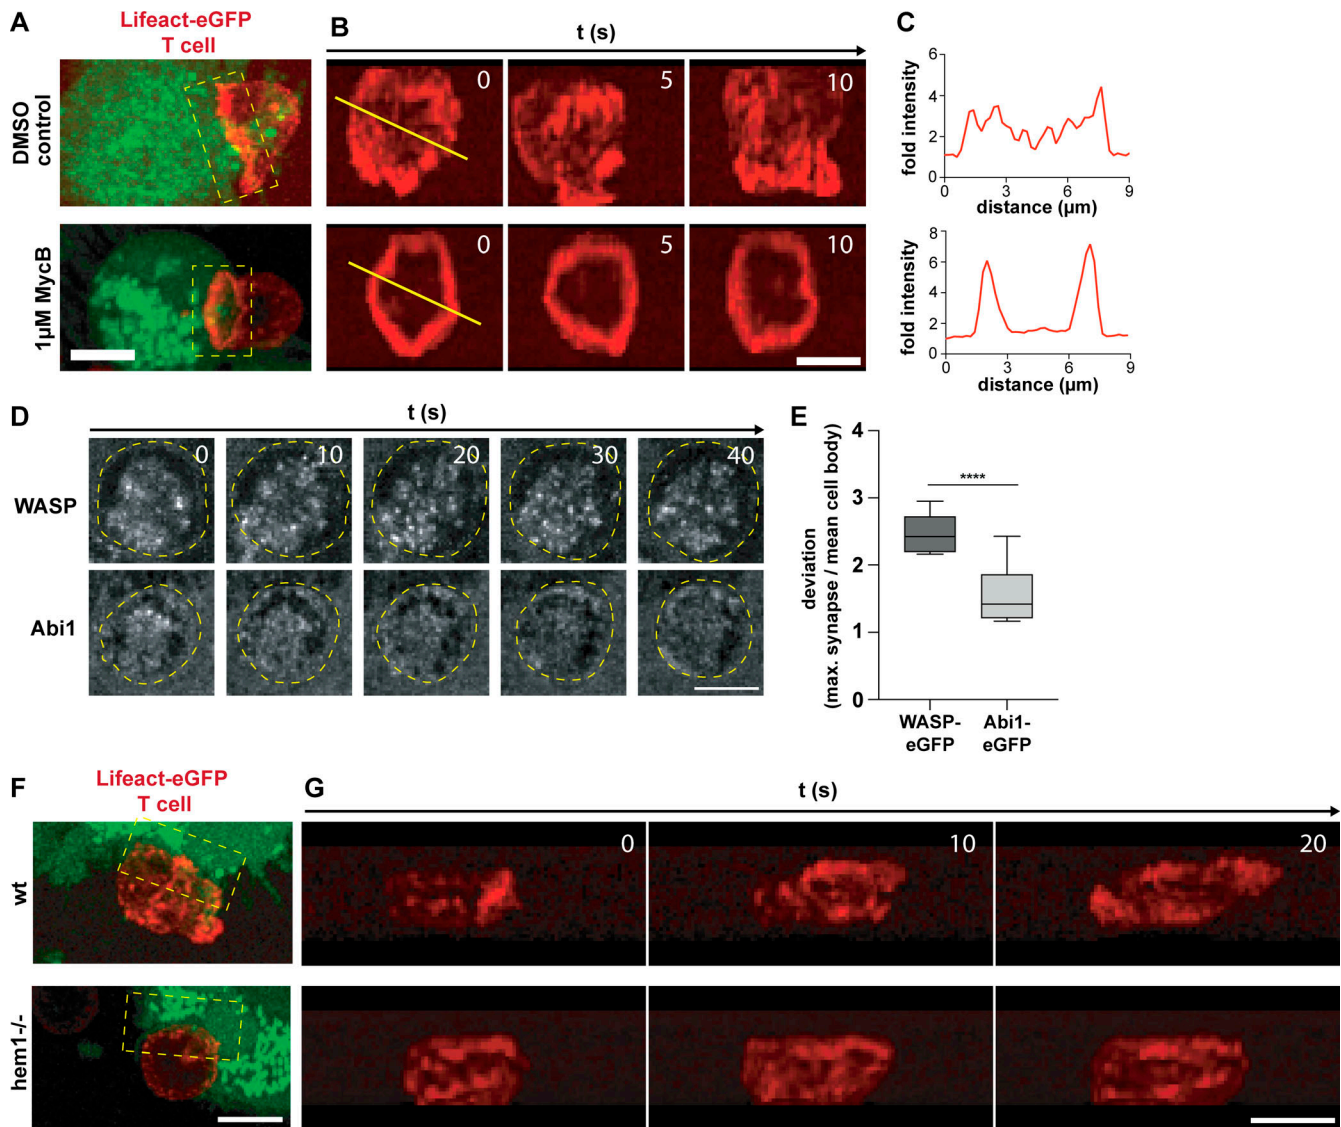 A
Lifeact-eGFP
T cell
DMSO
control
1µM MycB
B
t (s)
0
5
10
0
5
10
C
fold intensity
6
4
2
0
0
3
6
9
distance (µm)
fold intensity
8
6
4
2
0
0
3
6
9
distance (µm)
D
t (s)
WASP
0
10
20
30
40
Abi1
E
deviation
(max. synapse / mean cell body)
4
3
2
1
0
****
WASP-
eGFP
Abi1-
eGFP
F
Lifeact-eGFP
T cell
wt
hem1-/-
G
t (s)
0
10
20